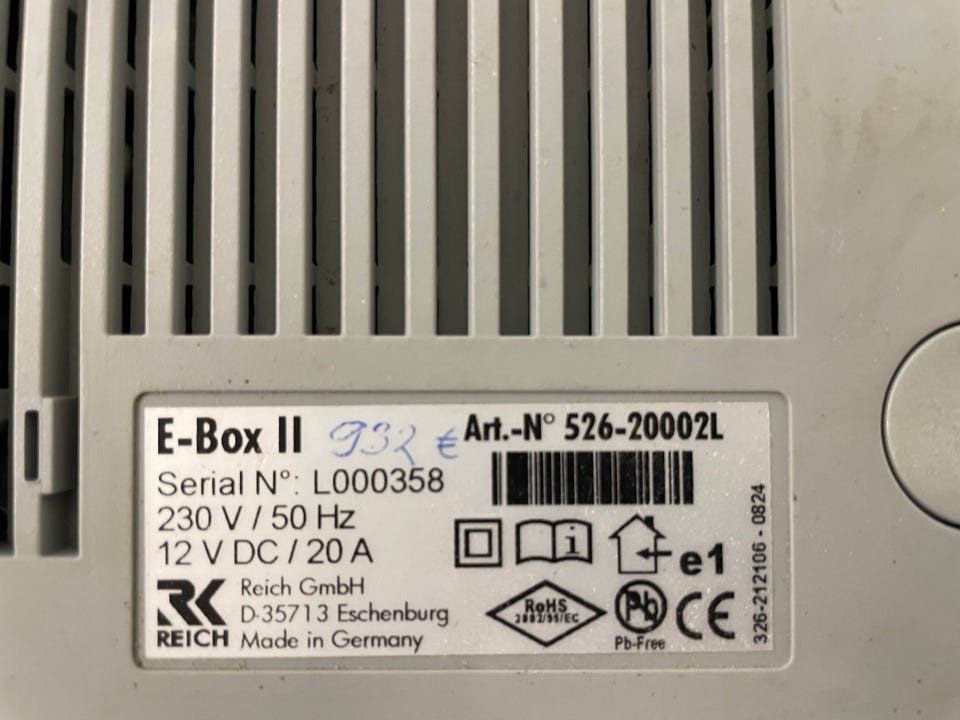 E-Box II 932 € Art.-N° 526-20002L
Serial N°: L000358
230 V / 50 Hz
12 V DC / 20 A
i
e1
RK
REICH
Reich GmbH
D-35713 Eschenburg
Made in Germany
RoHS
2002/95/EC
Pb
Pb-Free
CE
326-212106 - 0824